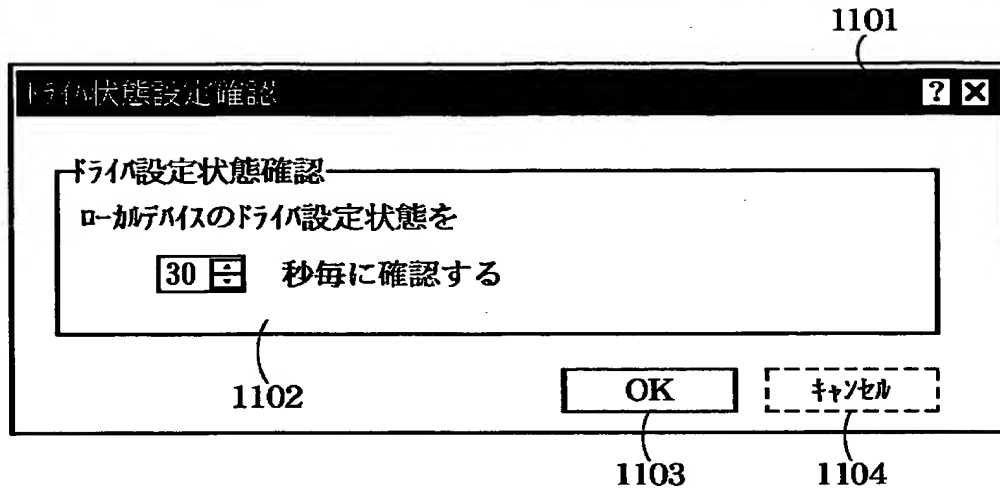 1101
ドライバ状態設定確認
? ×
ドライバ設定状態確認
ローカルデバイスのドライバ設定状態を
30 秒毎に確認する
1102
OK キャンセル
1103 1104